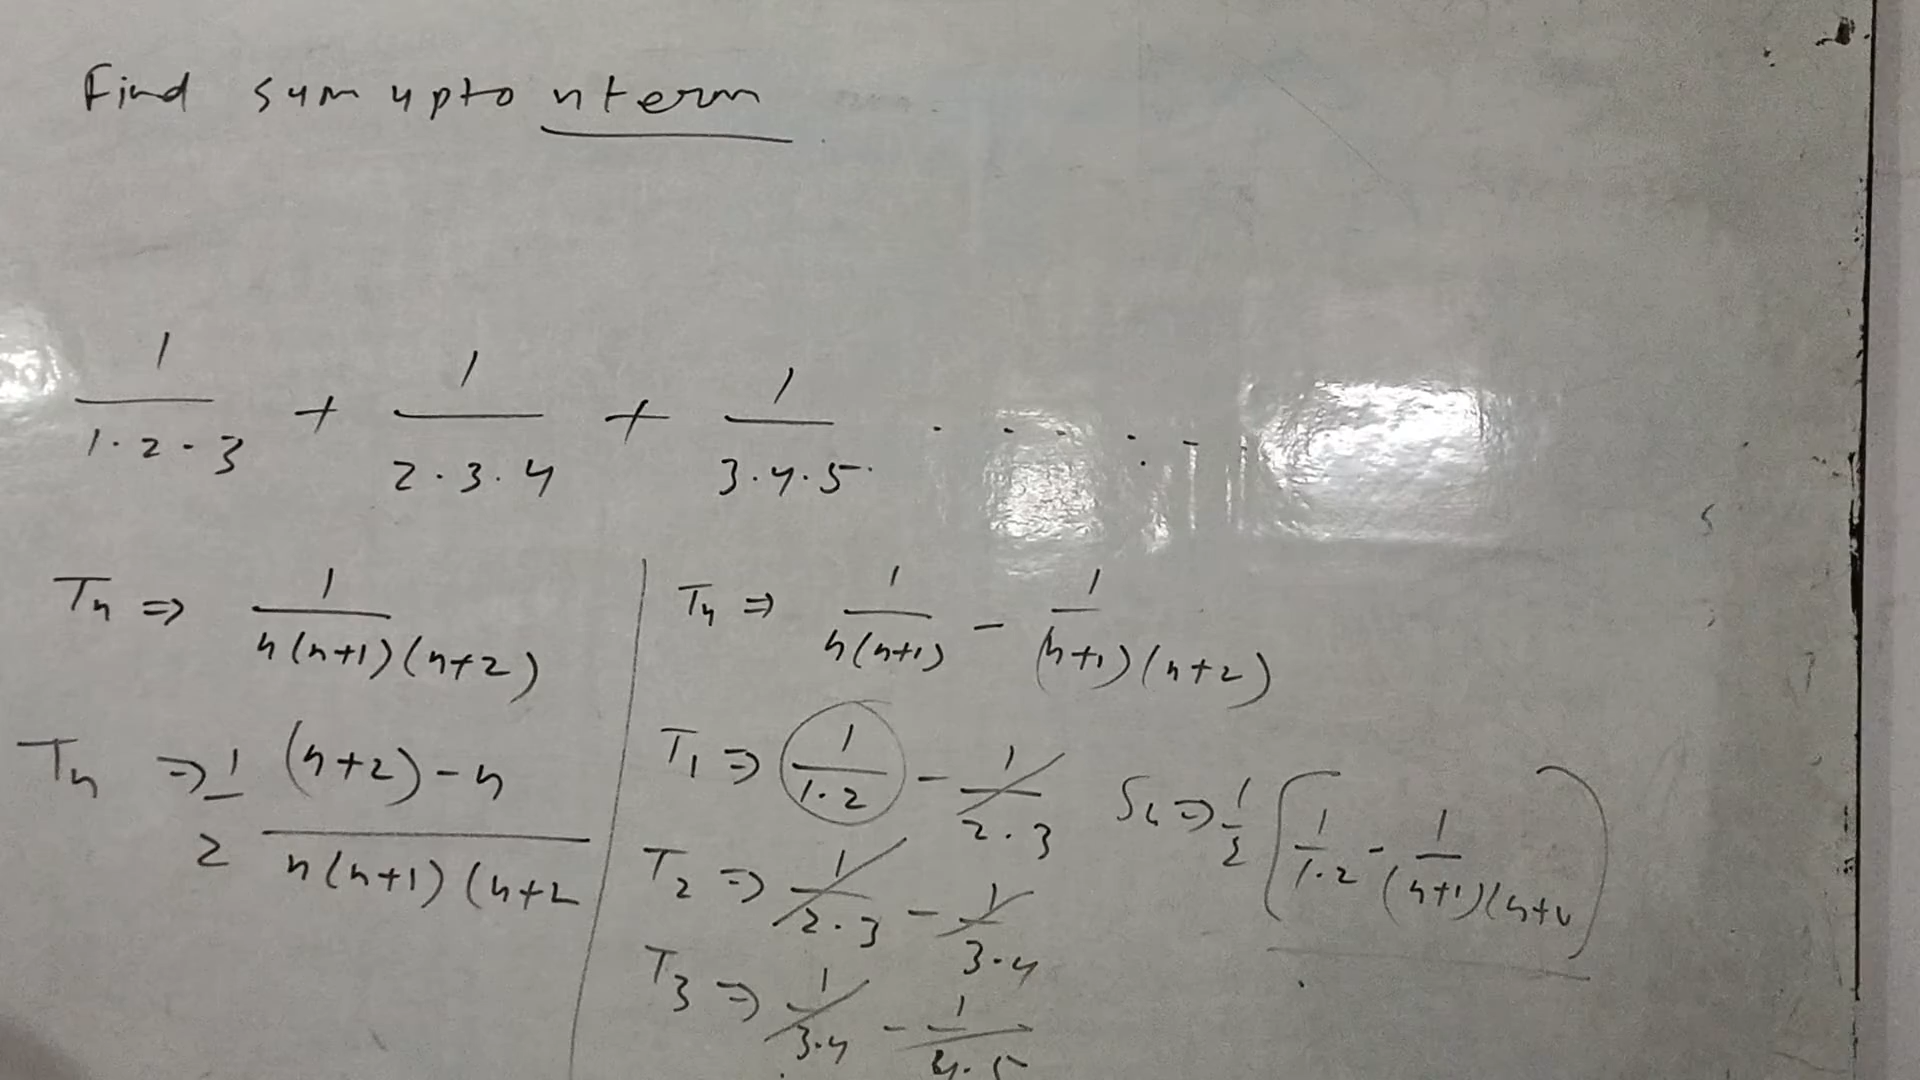 Find sum upto n term
1/(1·2·3) + 1/(2·3·4) + 1/(3·4·5) . . . . . .
Tn ⇒ 1/(n(n+1)(n+2))
Tn ⇒ 1/2 ((n+2)-n)/(n(n+1)(n+2
Tn ⇒ 1/(n(n+1)) - 1/((n+1)(n+2))
T1 ⇒ 1/(1·2) - 1/(2·3)
T2 ⇒ 1/(2·3) - 1/(3·4)
T3 ⇒ 1/(3·4) - 1/(4·5)
Sn ⇒ 1/2 [1/(1·2) - 1/((n+1)(n+2)]